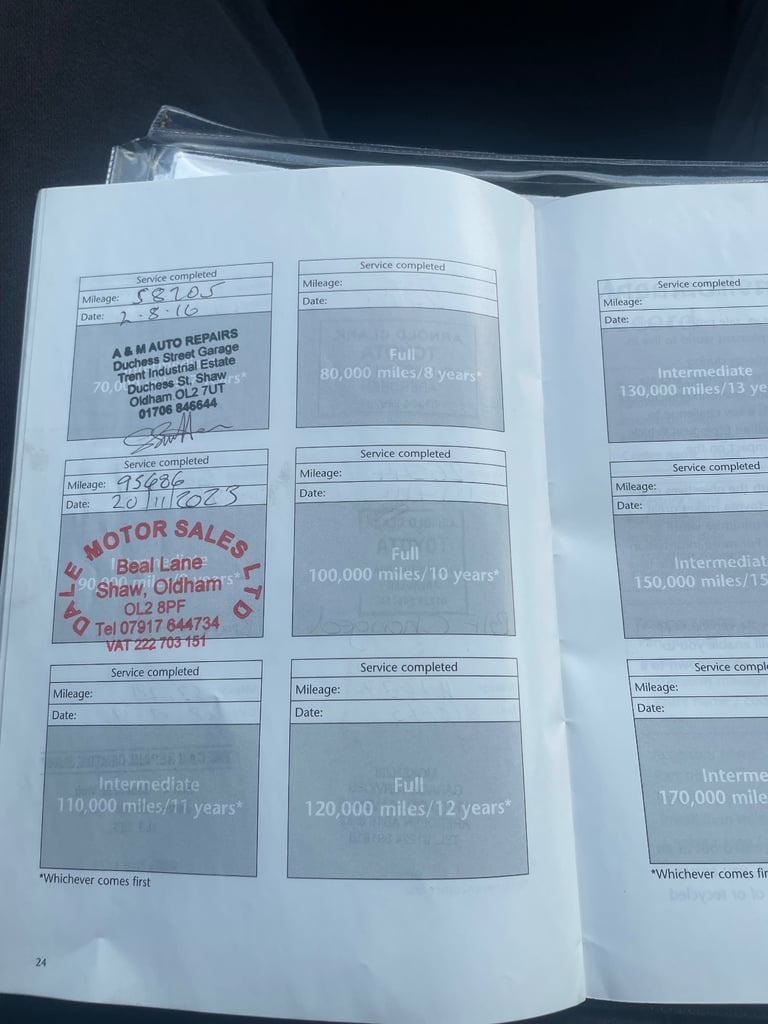 Service completed
Mileage: 58205
Date: 2-8-16
A & M AUTO REPAIRS
Duchess Street Garage
Trent Industrial Estate
Duchess St, Shaw
Oldham OL2 7UT
01706 846644
Service completed
Mileage:
Date:
Full
80,000 miles/8 years*
Service completed
Mileage: 95686
Date: 20/11/2023
DALE MOTOR SALES LTD
Beal Lane
Shaw, Oldham
OL2 8PF
Tel 07917 644734
VAT 222 703 151
Service completed
Mileage:
Date:
Full
100,000 miles/10 years*
Service completed
Mileage:
Date:
Intermediate
110,000 miles/11 years*
Service completed
Mileage:
Date:
Full
120,000 miles/12 years*
*Whichever comes first
24
Service completed
Mileage:
Date:
Intermediate
130,000 miles/13 ye
Service completed
Mileage:
Date:
Intermediat
150,000 miles/15
Service comple
Mileage:
Date:
Interme
170,000 mile
*Whichever comes fir